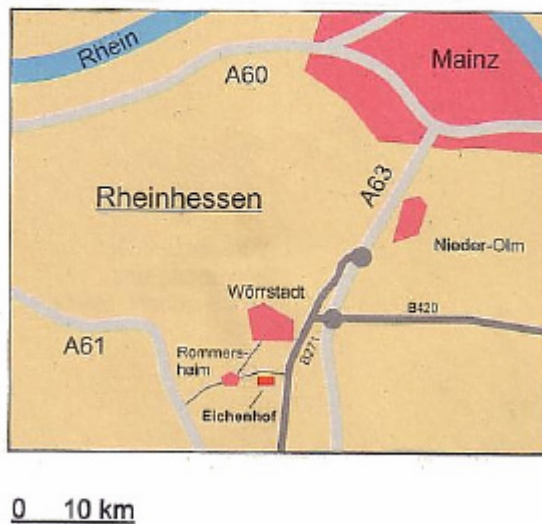 Rhein
Mainz
A60
A63
Rheinhessen
Nieder-Olm
Wörrstadt
B420
A61
B271
Rommers-
heim
Eichenhof
0 10 km